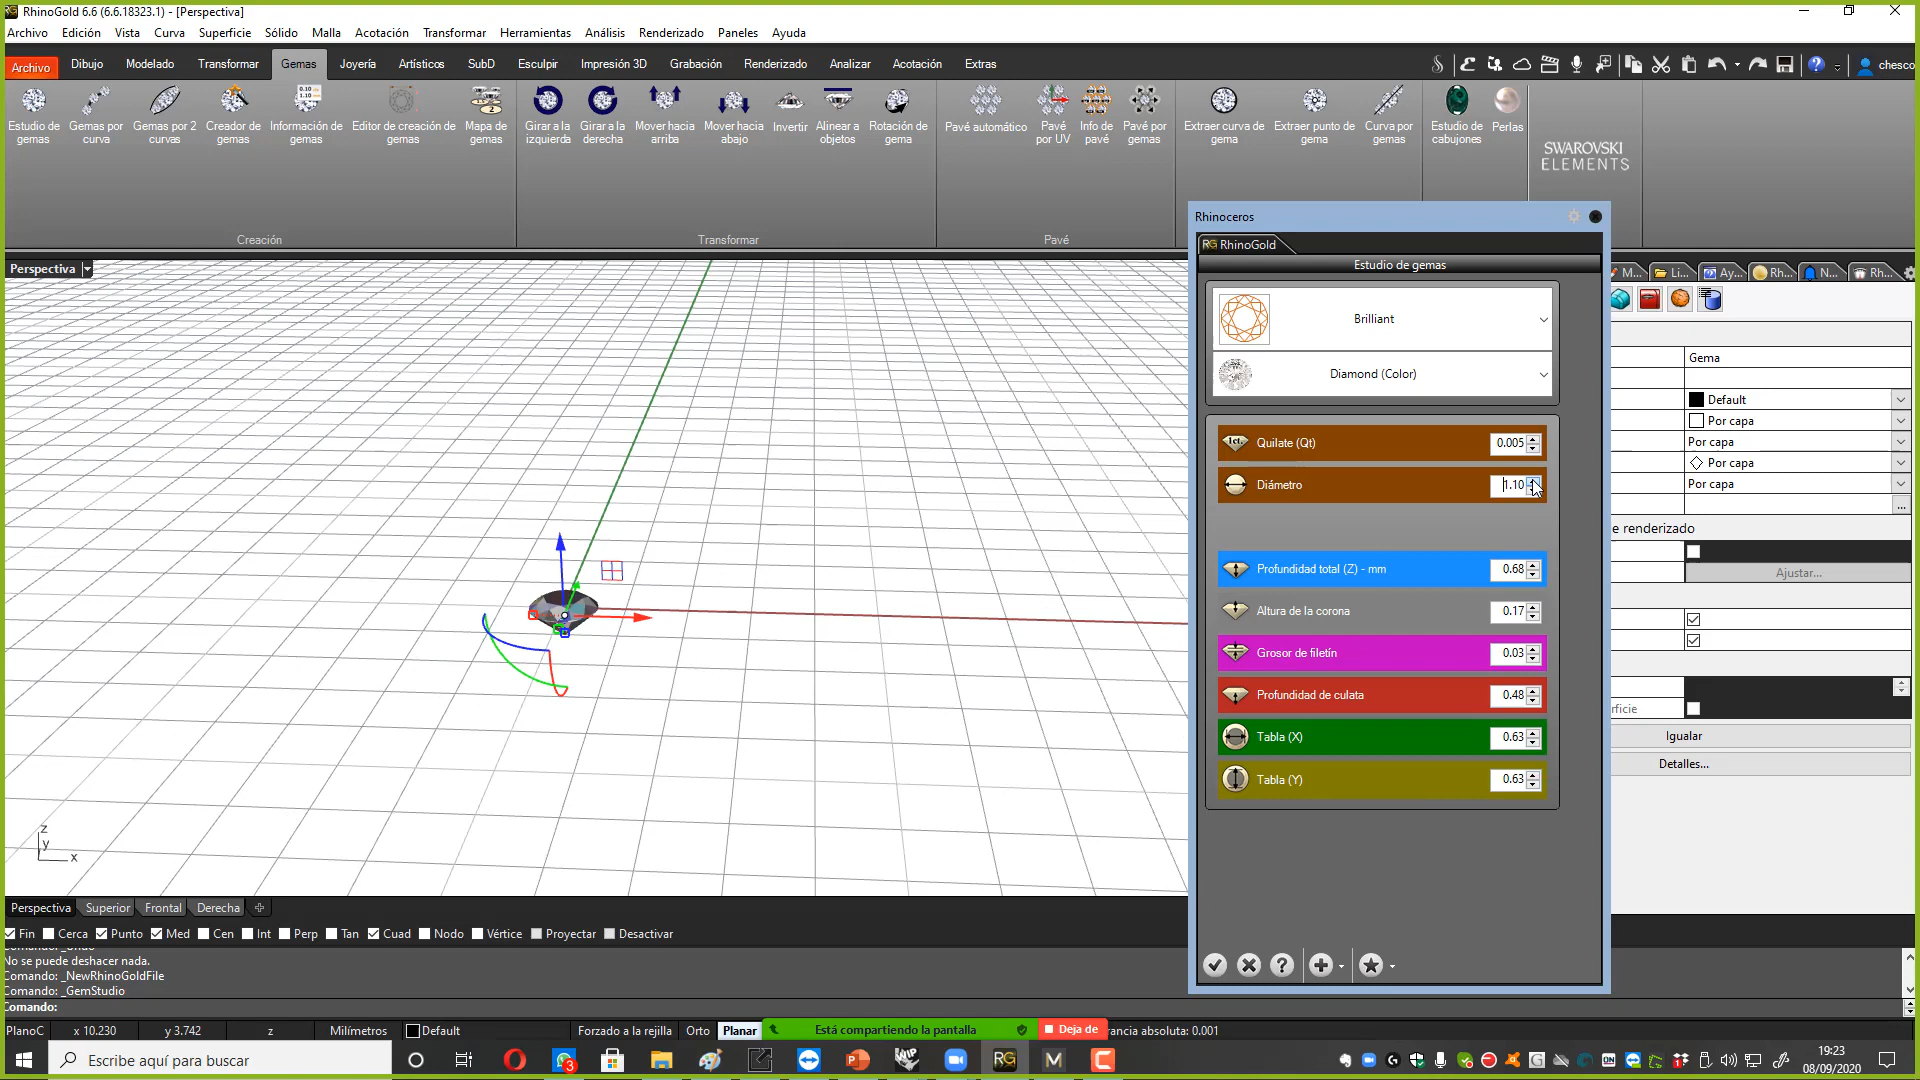 RhinoGold 6.6 (6.6.18323.1) - [Perspectiva]
Archivo Edición Vista Curva Superficie Sólido Malla Acotación Transformar Herramientas Análisis Renderizado Paneles Ayuda
Archivo Dibujo Modelado Transformar Gemas Joyería Artísticos SubD Esculpir Impresión 3D Grabación Renderizado Analizar Acotación Extras
chesco
Estudio de gemas
Gemas por curva
Gemas por 2 curvas
Creador de gemas
0.10
1.10
Información de gemas
Editor de creación de gemas
Mapa de gemas
Girar a la izquierda
Girar a la derecha
Mover hacia arriba
Mover hacia abajo
Invertir
Alinear a objetos
Rotación de gema
Pavé automático
Pavé por UV
Info de pavé
Pavé por gemas
Extraer curva de gema
Extraer punto de gema
Curva por gemas
Estudio de cabujones
Perlas
SWAROVSKI
ELEMENTS
Creación
Transformar
Pavé
Perspectiva
Rhinoceros
RG RhinoGold
Estudio de gemas
Brilliant
Diamond (Color)
Quilate (Qt) 0.005
Diámetro 1.10
Profundidad total (Z) - mm 0.68
Altura de la corona 0.17
Grosor de filetín 0.03
Profundidad de culata 0.48
Tabla (X) 0.63
Tabla (Y) 0.63
M... Li... Ay... Rh... N... Rh...
Gema
Default
Por capa
Por capa
Por capa
Por capa
...
e renderizado
Ajustar...
rficie
Igualar
Detalles...
z
y
x
Perspectiva Superior Frontal Derecha
Fin Cerca Punto Med Cen Int Perp Tan Cuad Nodo Vértice Proyectar Desactivar
No se puede deshacer nada.
Comando: _NewRhinoGoldFile
Comando: _GemStudio
Comando:
PlanoC x 10.230 y 3.742 z Milímetros Default Forzado a la rejilla Orto Planar Está compartiendo la pantalla Deja de rancia absoluta: 0.001
Escribe aquí para buscar
19:23
08/09/2020